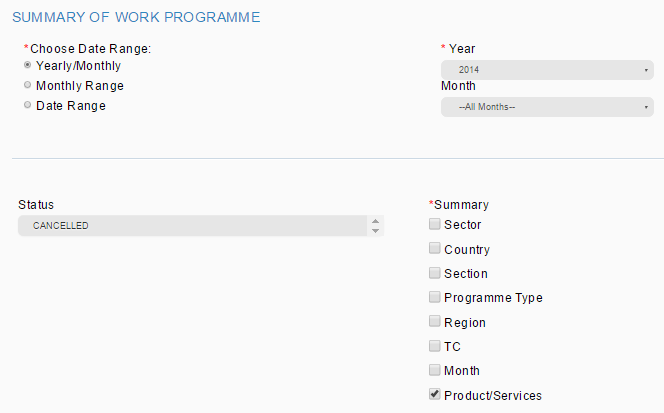 SUMMARY OF WORK PROGRAMME
*Choose Date Range:
Yearly/Monthly
Monthly Range
Date Range
* Year
2014
Month
--All Months--
Status
CANCELLED
*Summary
Sector
Country
Section
Programme Type
Region
TC
Month
Product/Services